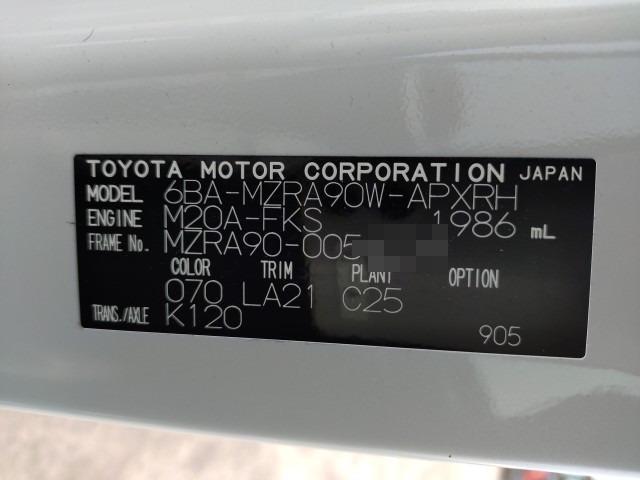 TOYOTA MOTOR CORPORATION JAPAN
MODEL 6BA-MZRA90W-APXRH
ENGINE M20A-FKS 1986 mL
FRAME No. MZRA90-005
COLOR TRIM PLANT OPTION
070 LA21 C25
TRANS./AXLE K120
905